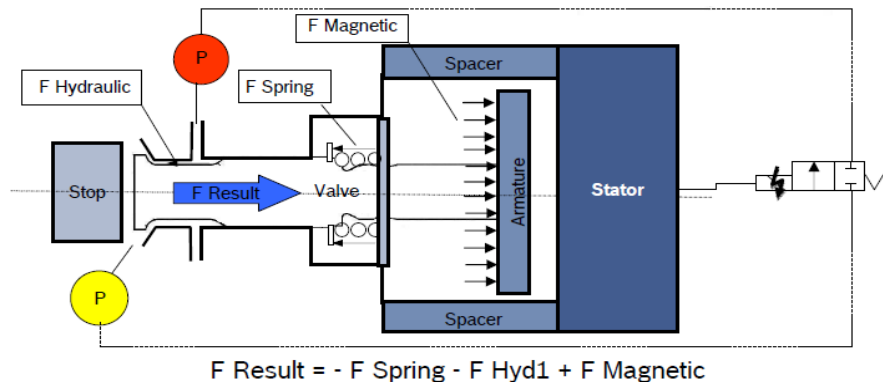 F Magnetic
P
Spacer
F Hydraulic
F Spring
Stop
F Result
Valve
Armature
Stator
P
Spacer
F Result = - F Spring - F Hyd1 + F Magnetic